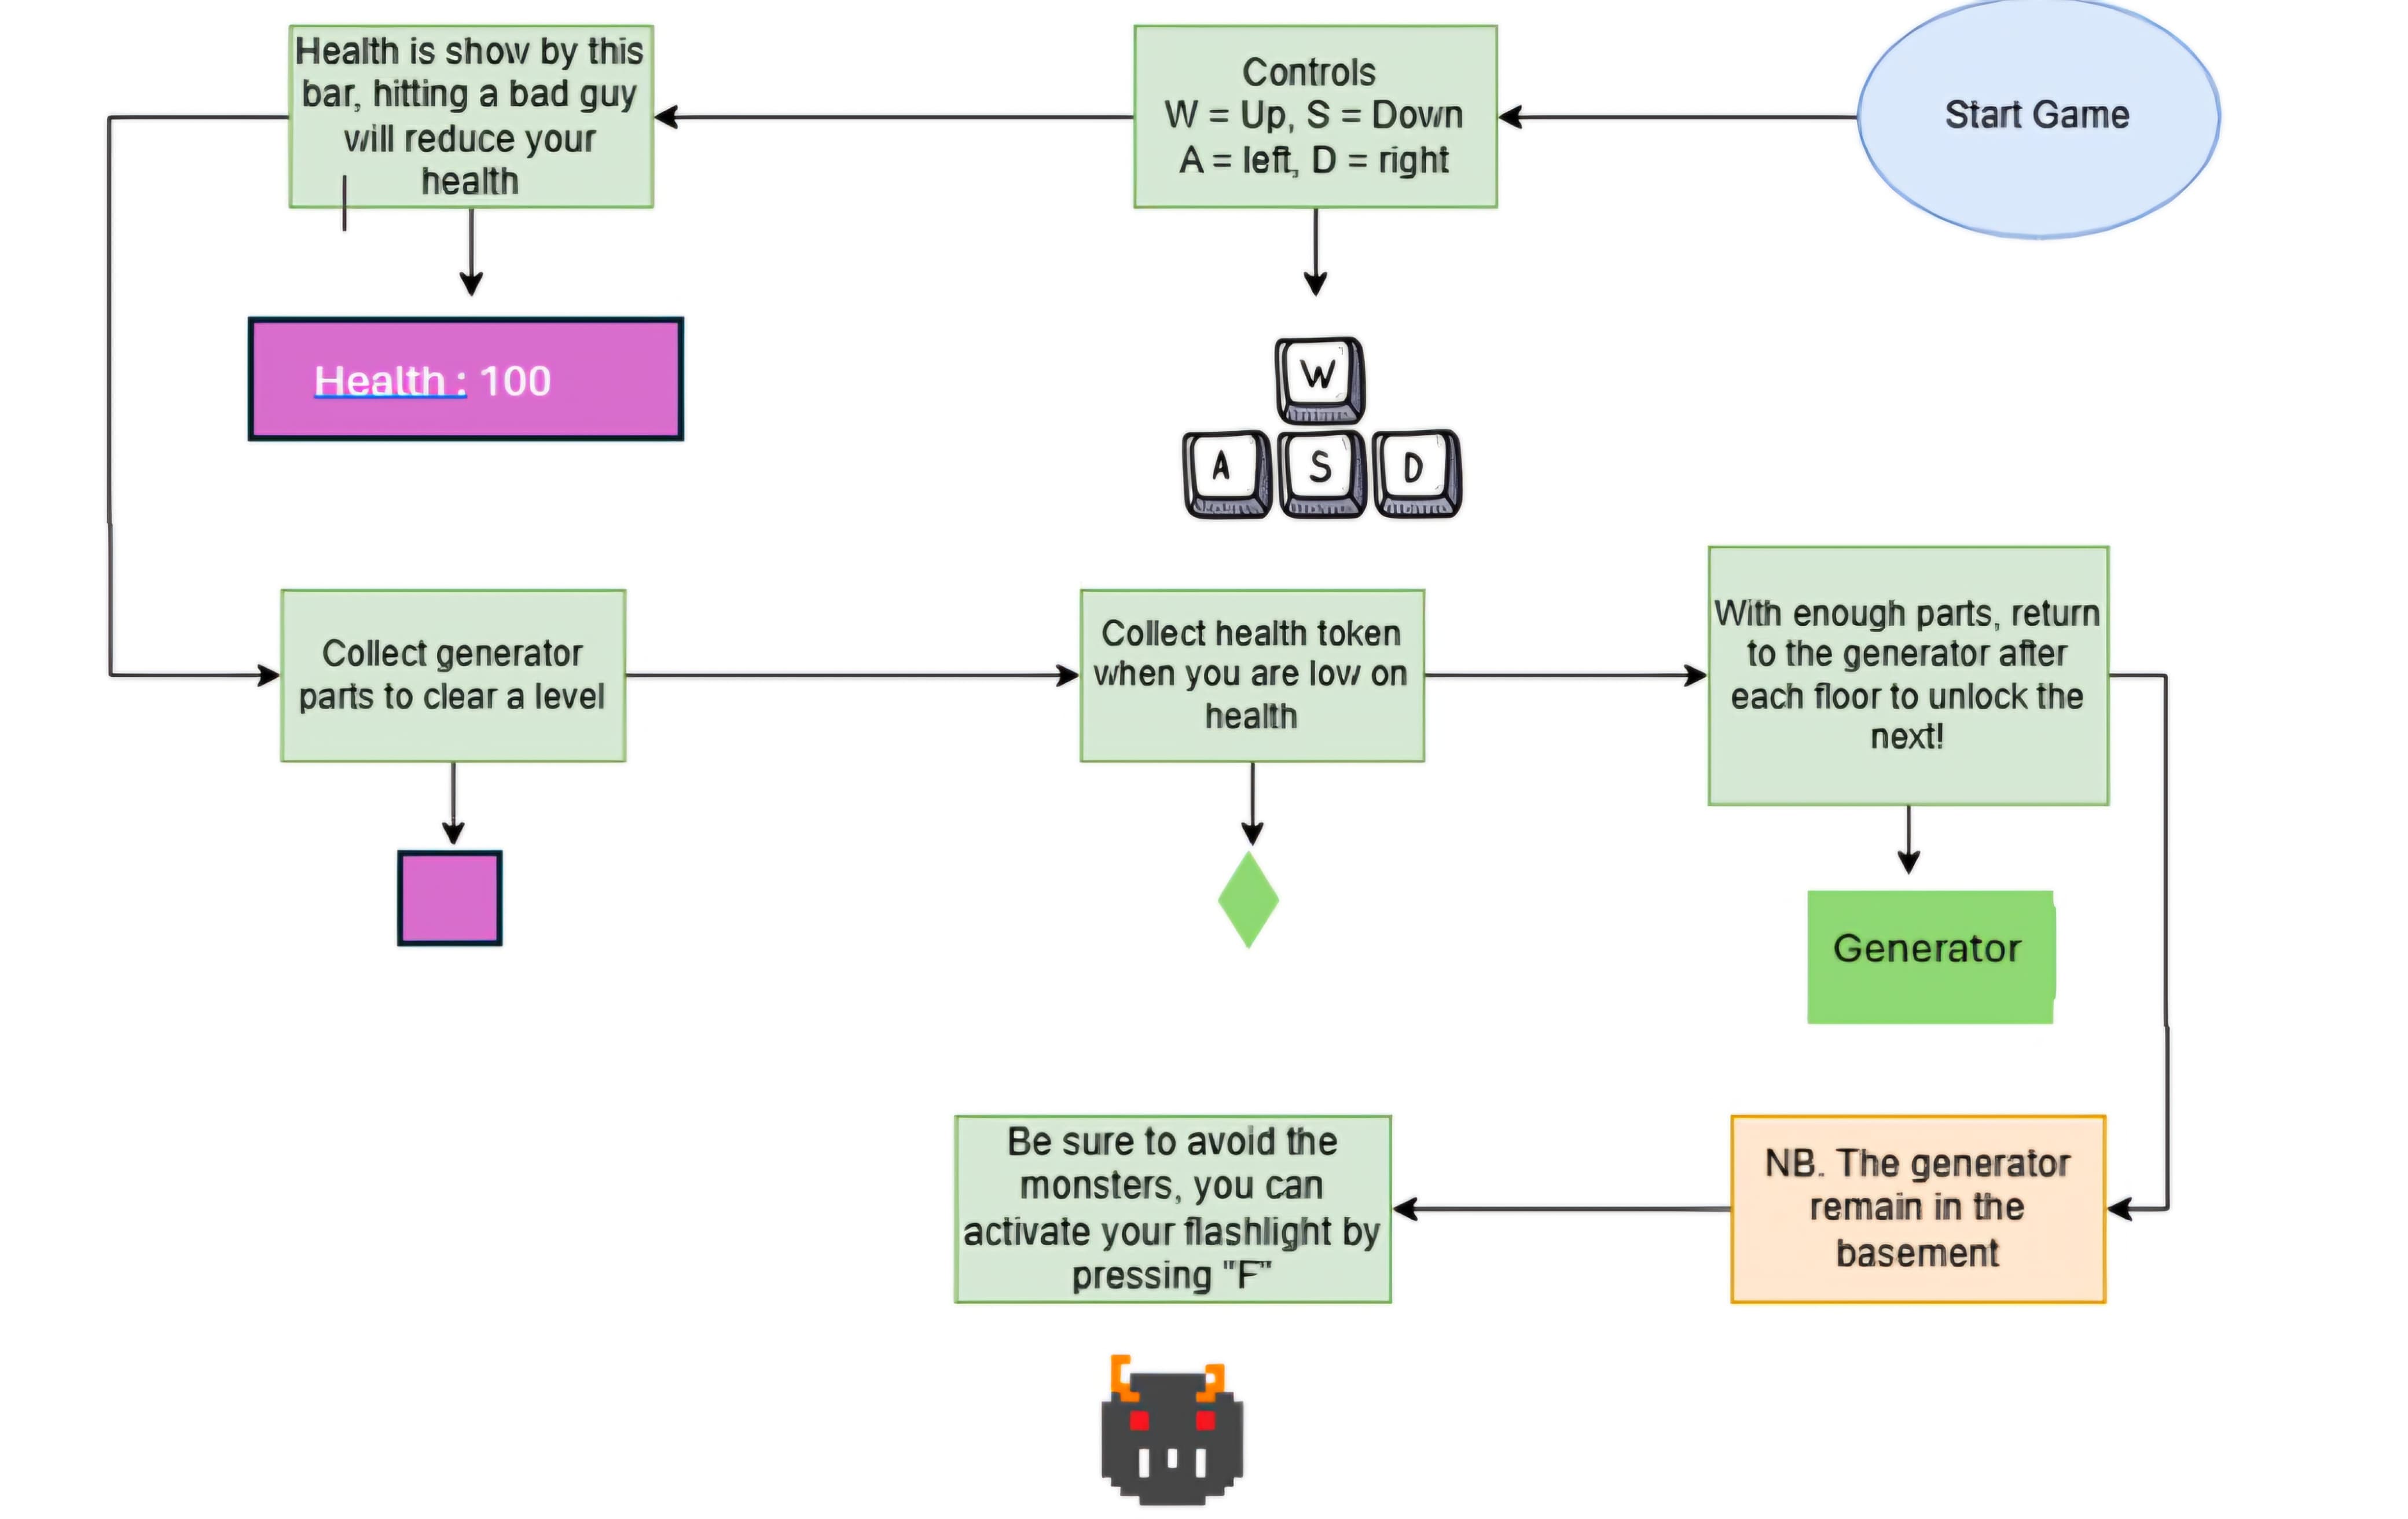 Start Game
Controls
W = Up, S = Down
A = left, D = right
W
A S D
Health is show by this
bar, hitting a bad guy
will reduce your
health
Health : 100
Collect generator
parts to clear a level
Collect health token
when you are low on
health
With enough parts, return
to the generator after
each floor to unlock the
next!
Generator
NB. The generator
remain in the
basement
Be sure to avoid the
monsters, you can
activate your flashlight by
pressing "F"